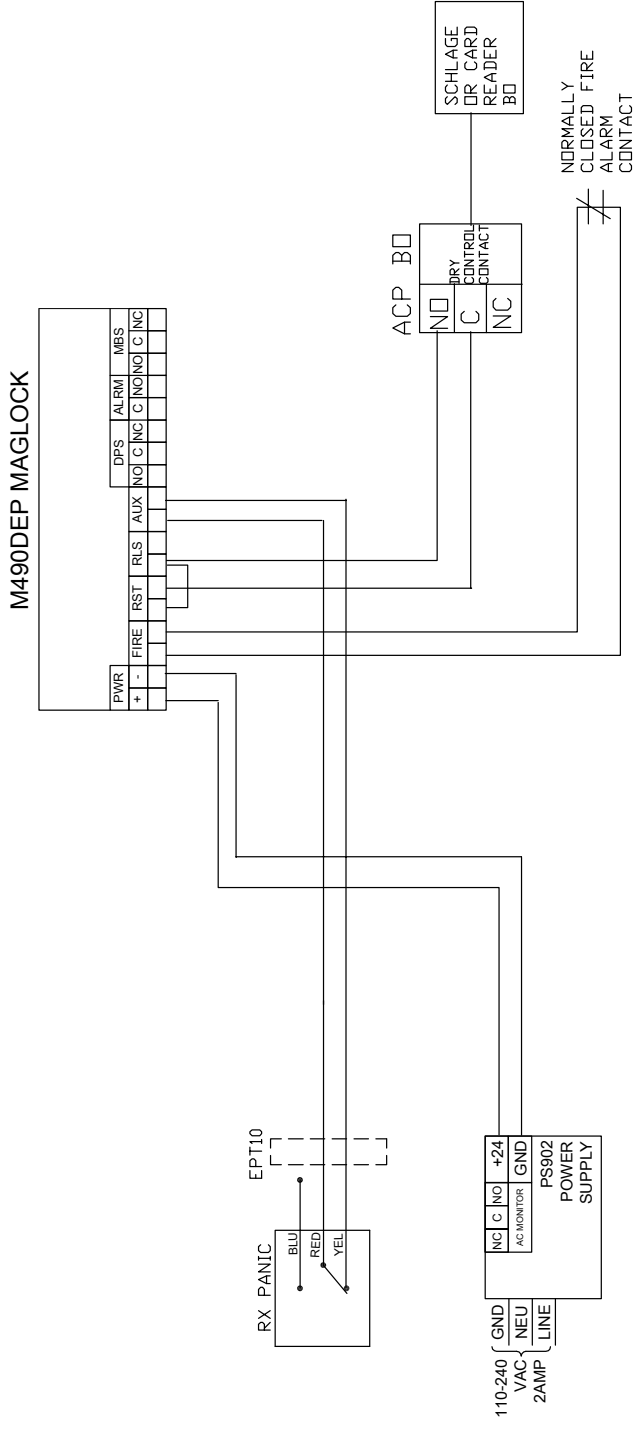 M490DEP MAGLOCK
PWR
FIRE
RST
RLS
AUX
DPS
ALRM
MBS
+ -
NO C NC
C NO
NO C NC
SCHLAGE
OR CARD
READER
BO
ACP BO
NO
C
NC
DRY
CONTROL
CONTACT
NORMALLY
CLOSED FIRE
ALARM
CONTACT
EPT10
RX PANIC
BLU
RED
YEL
NC C NO +24
AC MONITOR GND
PS902
POWER
SUPPLY
GND
NEU
LINE
110-240
VAC
2AMP